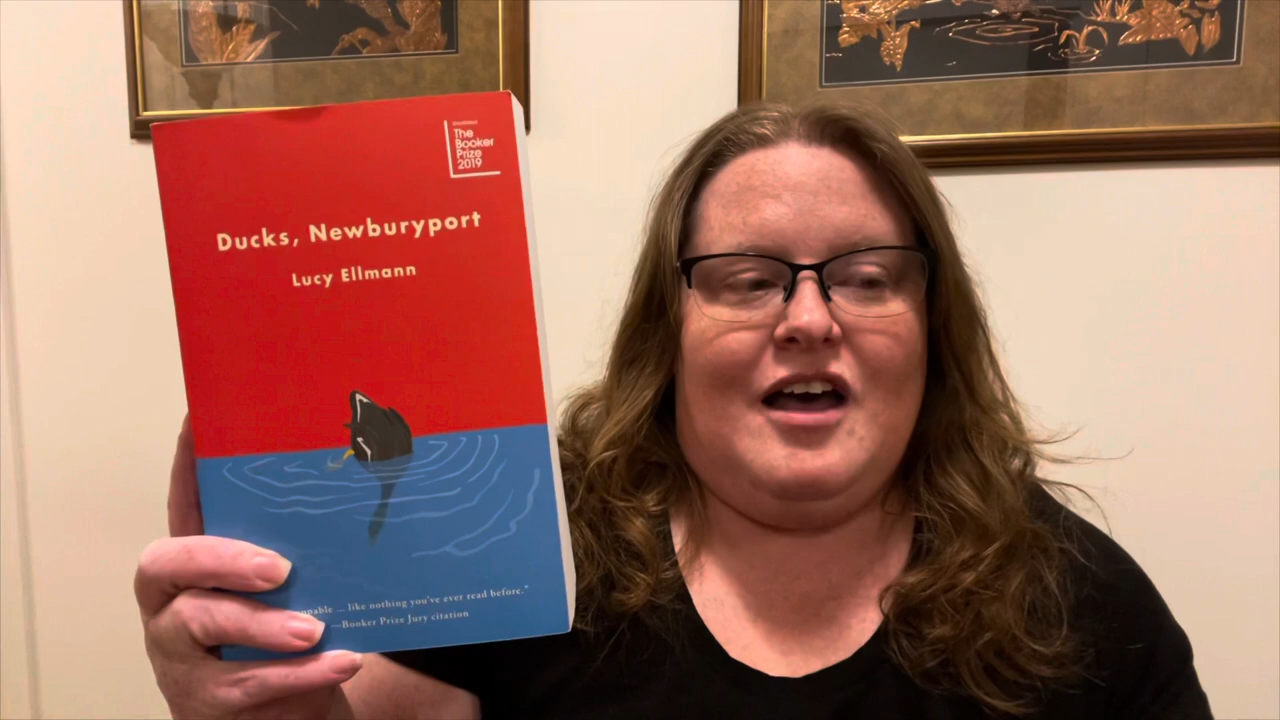 The
Booker
Prize
2019
Ducks, Newburyport
Lucy Ellmann
... like nothing you've ever read before."
—Booker Prize Jury citation